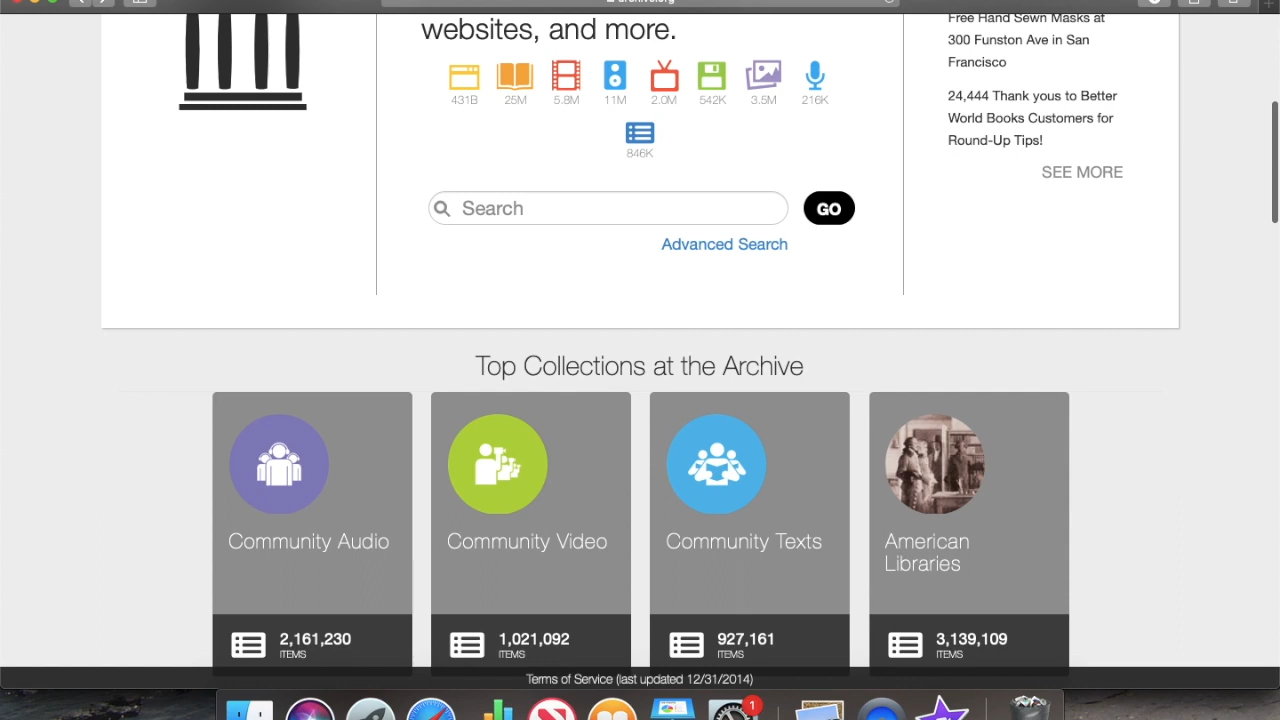 websites, and more.
431B 25M 5.8M 11M 2.0M 542K 3.5M 216K
846K
Search
GO
Advanced Search
Free Hand Sewn Masks at
300 Funston Ave in San
Francisco
24,444 Thank yous to Better
World Books Customers for
Round-Up Tips!
SEE MORE
Top Collections at the Archive
Community Audio
2,161,230
ITEMS
Community Video
1,021,092
ITEMS
Community Texts
927,161
ITEMS
American
Libraries
3,139,109
ITEMS
Terms of Service (last updated 12/31/2014)
1